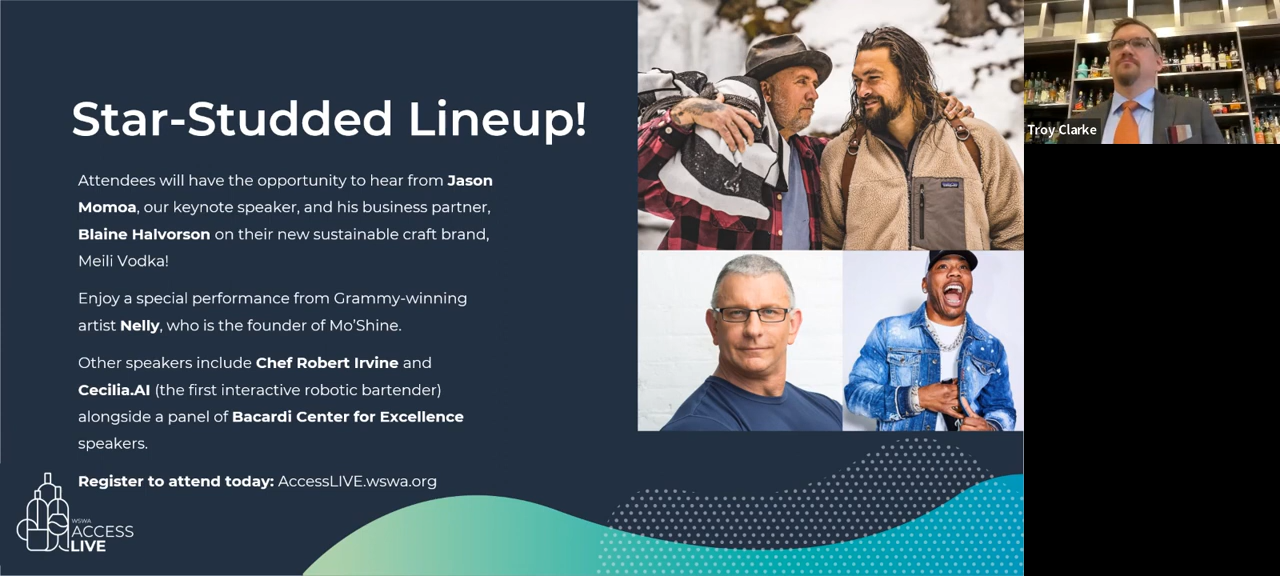 Star-Studded Lineup!
Attendees will have the opportunity to hear from Jason
Momoa, our keynote speaker, and his business partner,
Blaine Halvorson on their new sustainable craft brand,
Meili Vodka!
Enjoy a special performance from Grammy-winning
artist Nelly, who is the founder of Mo’Shine.
Other speakers include Chef Robert Irvine and
Cecilia.AI (the first interactive robotic bartender)
alongside a panel of Bacardi Center for Excellence
speakers.
Register to attend today: AccessLIVE.wswa.org
WSWA
ACCESS
LIVE
Troy Clarke